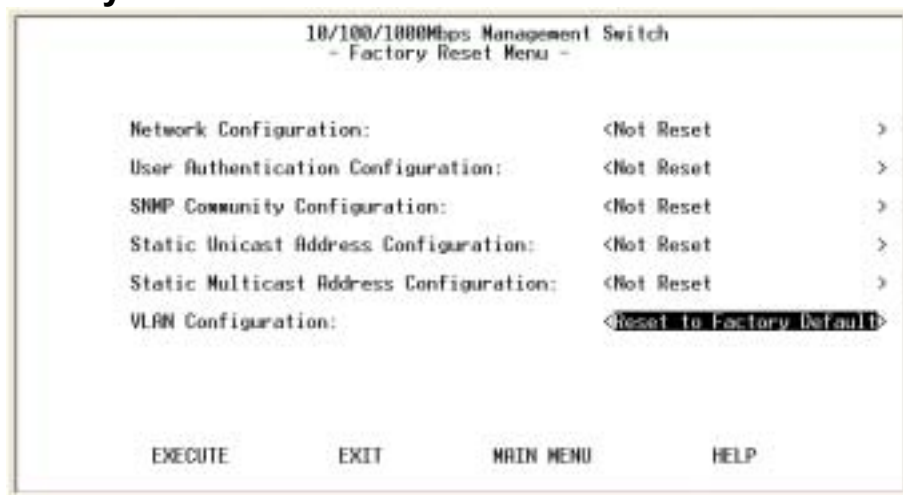 10/100/1000Mbps Management Switch
- Factory Reset Menu -
Network Configuration: <Not Reset >
User Authentication Configuration: <Not Reset >
SNMP Community Configuration: <Not Reset >
Static Unicast Address Configuration: <Not Reset >
Static Multicast Address Configuration: <Not Reset >
VLAN Configuration: <Reset to Factory Default>
EXECUTE EXIT MAIN MENU HELP